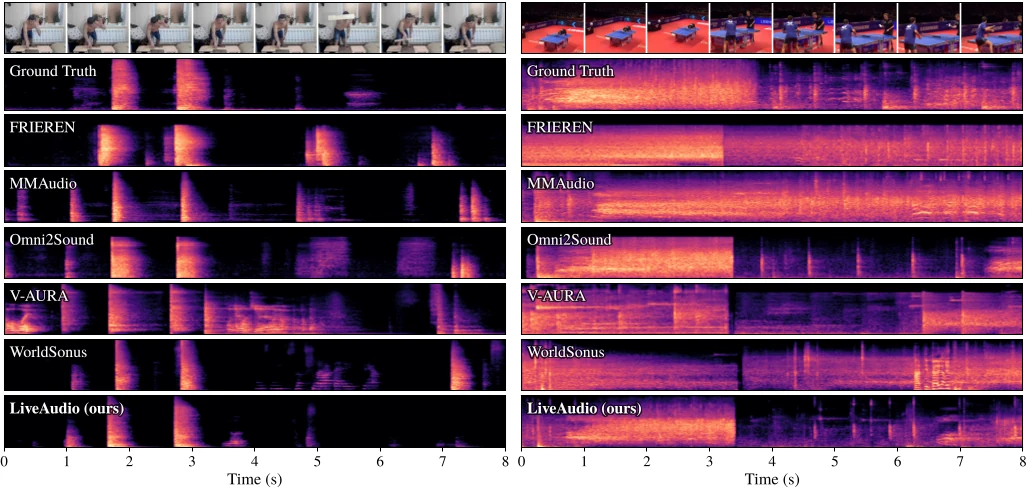 Ground Truth
FRIEREN
MMAudio
Omni2Sound
V-AURA
WorldSonus
LiveAudio (ours)
0 1 2 3 4 5 6 7 8
Time (s)
Ground Truth
FRIEREN
MMAudio
Omni2Sound
V-AURA
WorldSonus
LiveAudio (ours)
0 1 2 3 4 5 6 7 8
Time (s)